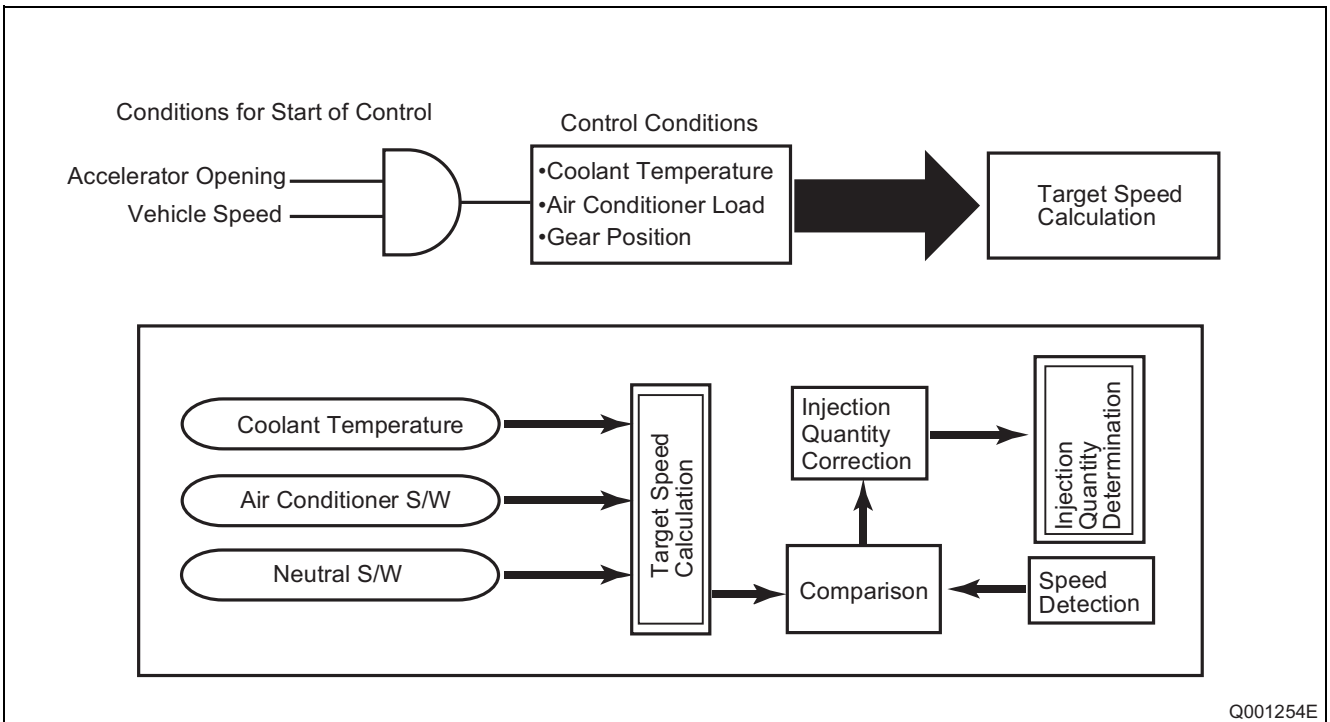 Conditions for Start of Control
Accelerator Opening
Vehicle Speed
Control Conditions
•Coolant Temperature
•Air Conditioner Load
•Gear Position
Target Speed
Calculation
Coolant Temperature
Air Conditioner S/W
Neutral S/W
Target Speed
Calculation
Injection
Quantity
Correction
Comparison
Injection
Quantity
Determination
Speed
Detection
Q001254E